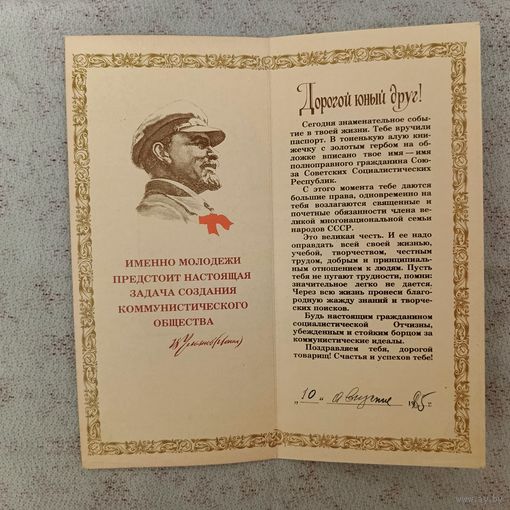 ИМЕННО МОЛОДЕЖИ
ПРЕДСТОИТ НАСТОЯЩАЯ
ЗАДАЧА СОЗДАНИЯ
КОММУНИСТИЧЕСКОГО
ОБЩЕСТВА
В. Ульянов (Ленин)
Дорогой юный друг!
Сегодня знаменательное собы-
тие в твоей жизни. Тебе вручили
паспорт. В тоненькую алую кни-
жечку с золотым гербом на об-
ложке вписано твое имя — имя
полноправного гражданина Сою-
за Советских Социалистических
Республик.
С этого момента тебе даются
большие права, одновременно на
тебя возлагаются священные и
почетные обязанности члена ве-
ликой многонациональной семьи
народов СССР.
Это великая честь. И ее надо
оправдать всей своей жизнью,
учебой, творчеством, честным
трудом, добрым и принципиаль-
ным отношением к людям. Пусть
тебя не пугают трудности, помни:
значительное легко не дается.
Через всю жизнь пронеси благо-
родную жажду знаний и творчес-
ких поисков.
Будь настоящим гражданином
социалистической Отчизны,
убежденным и стойким борцом за
коммунистические идеалы.
Поздравляем тебя, дорогой
товарищ! Счастья и успехов тебе!
„10“ августа 1985 г.
www.ay.by